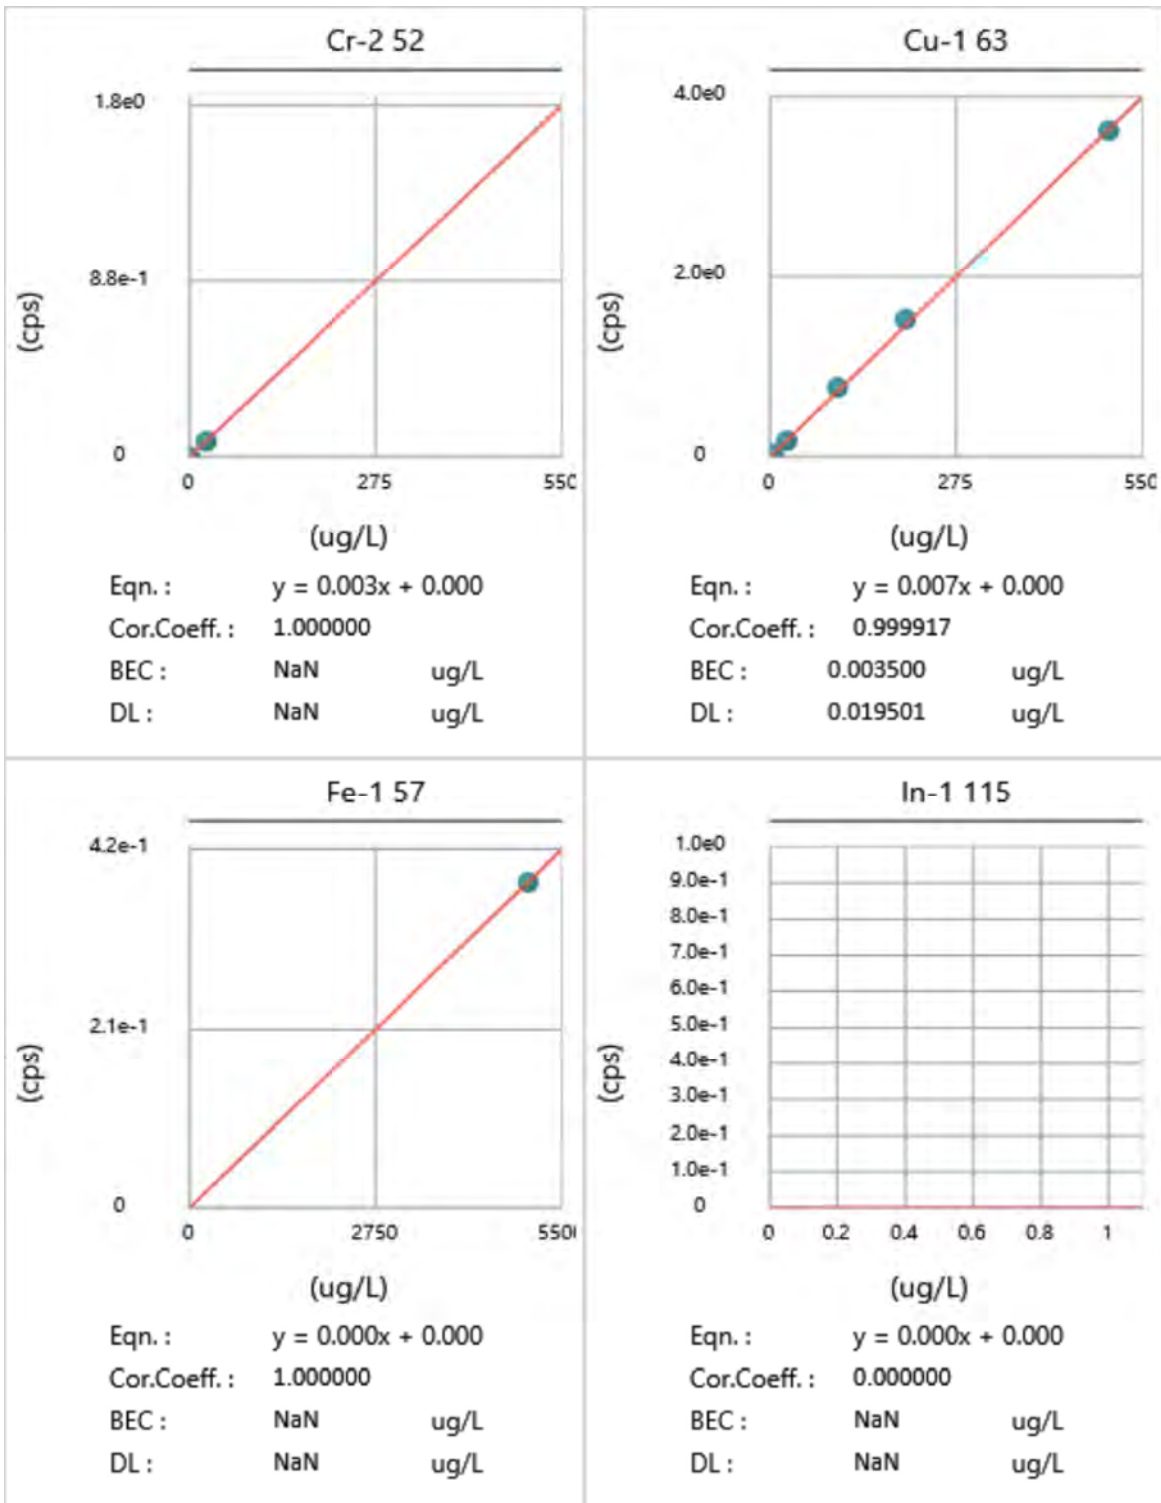 Cr-2 52
1.8e0
8.8e-1
0
(cps)
0 275 550
(ug/L)
Eqn. : y = 0.003x + 0.000
Cor.Coeff. : 1.000000
BEC : NaN ug/L
DL : NaN ug/L
Cu-1 63
4.0e0
2.0e0
0
(cps)
0 275 550
(ug/L)
Eqn. : y = 0.007x + 0.000
Cor.Coeff. : 0.999917
BEC : 0.003500 ug/L
DL : 0.019501 ug/L
Fe-1 57
4.2e-1
2.1e-1
0
(cps)
0 2750 550
(ug/L)
Eqn. : y = 0.000x + 0.000
Cor.Coeff. : 1.000000
BEC : NaN ug/L
DL : NaN ug/L
In-1 115
1.0e0
9.0e-1
8.0e-1
7.0e-1
6.0e-1
5.0e-1
4.0e-1
3.0e-1
2.0e-1
1.0e-1
0
(cps)
0 0.2 0.4 0.6 0.8 1
(ug/L)
Eqn. : y = 0.000x + 0.000
Cor.Coeff. : 0.000000
BEC : NaN ug/L
DL : NaN ug/L